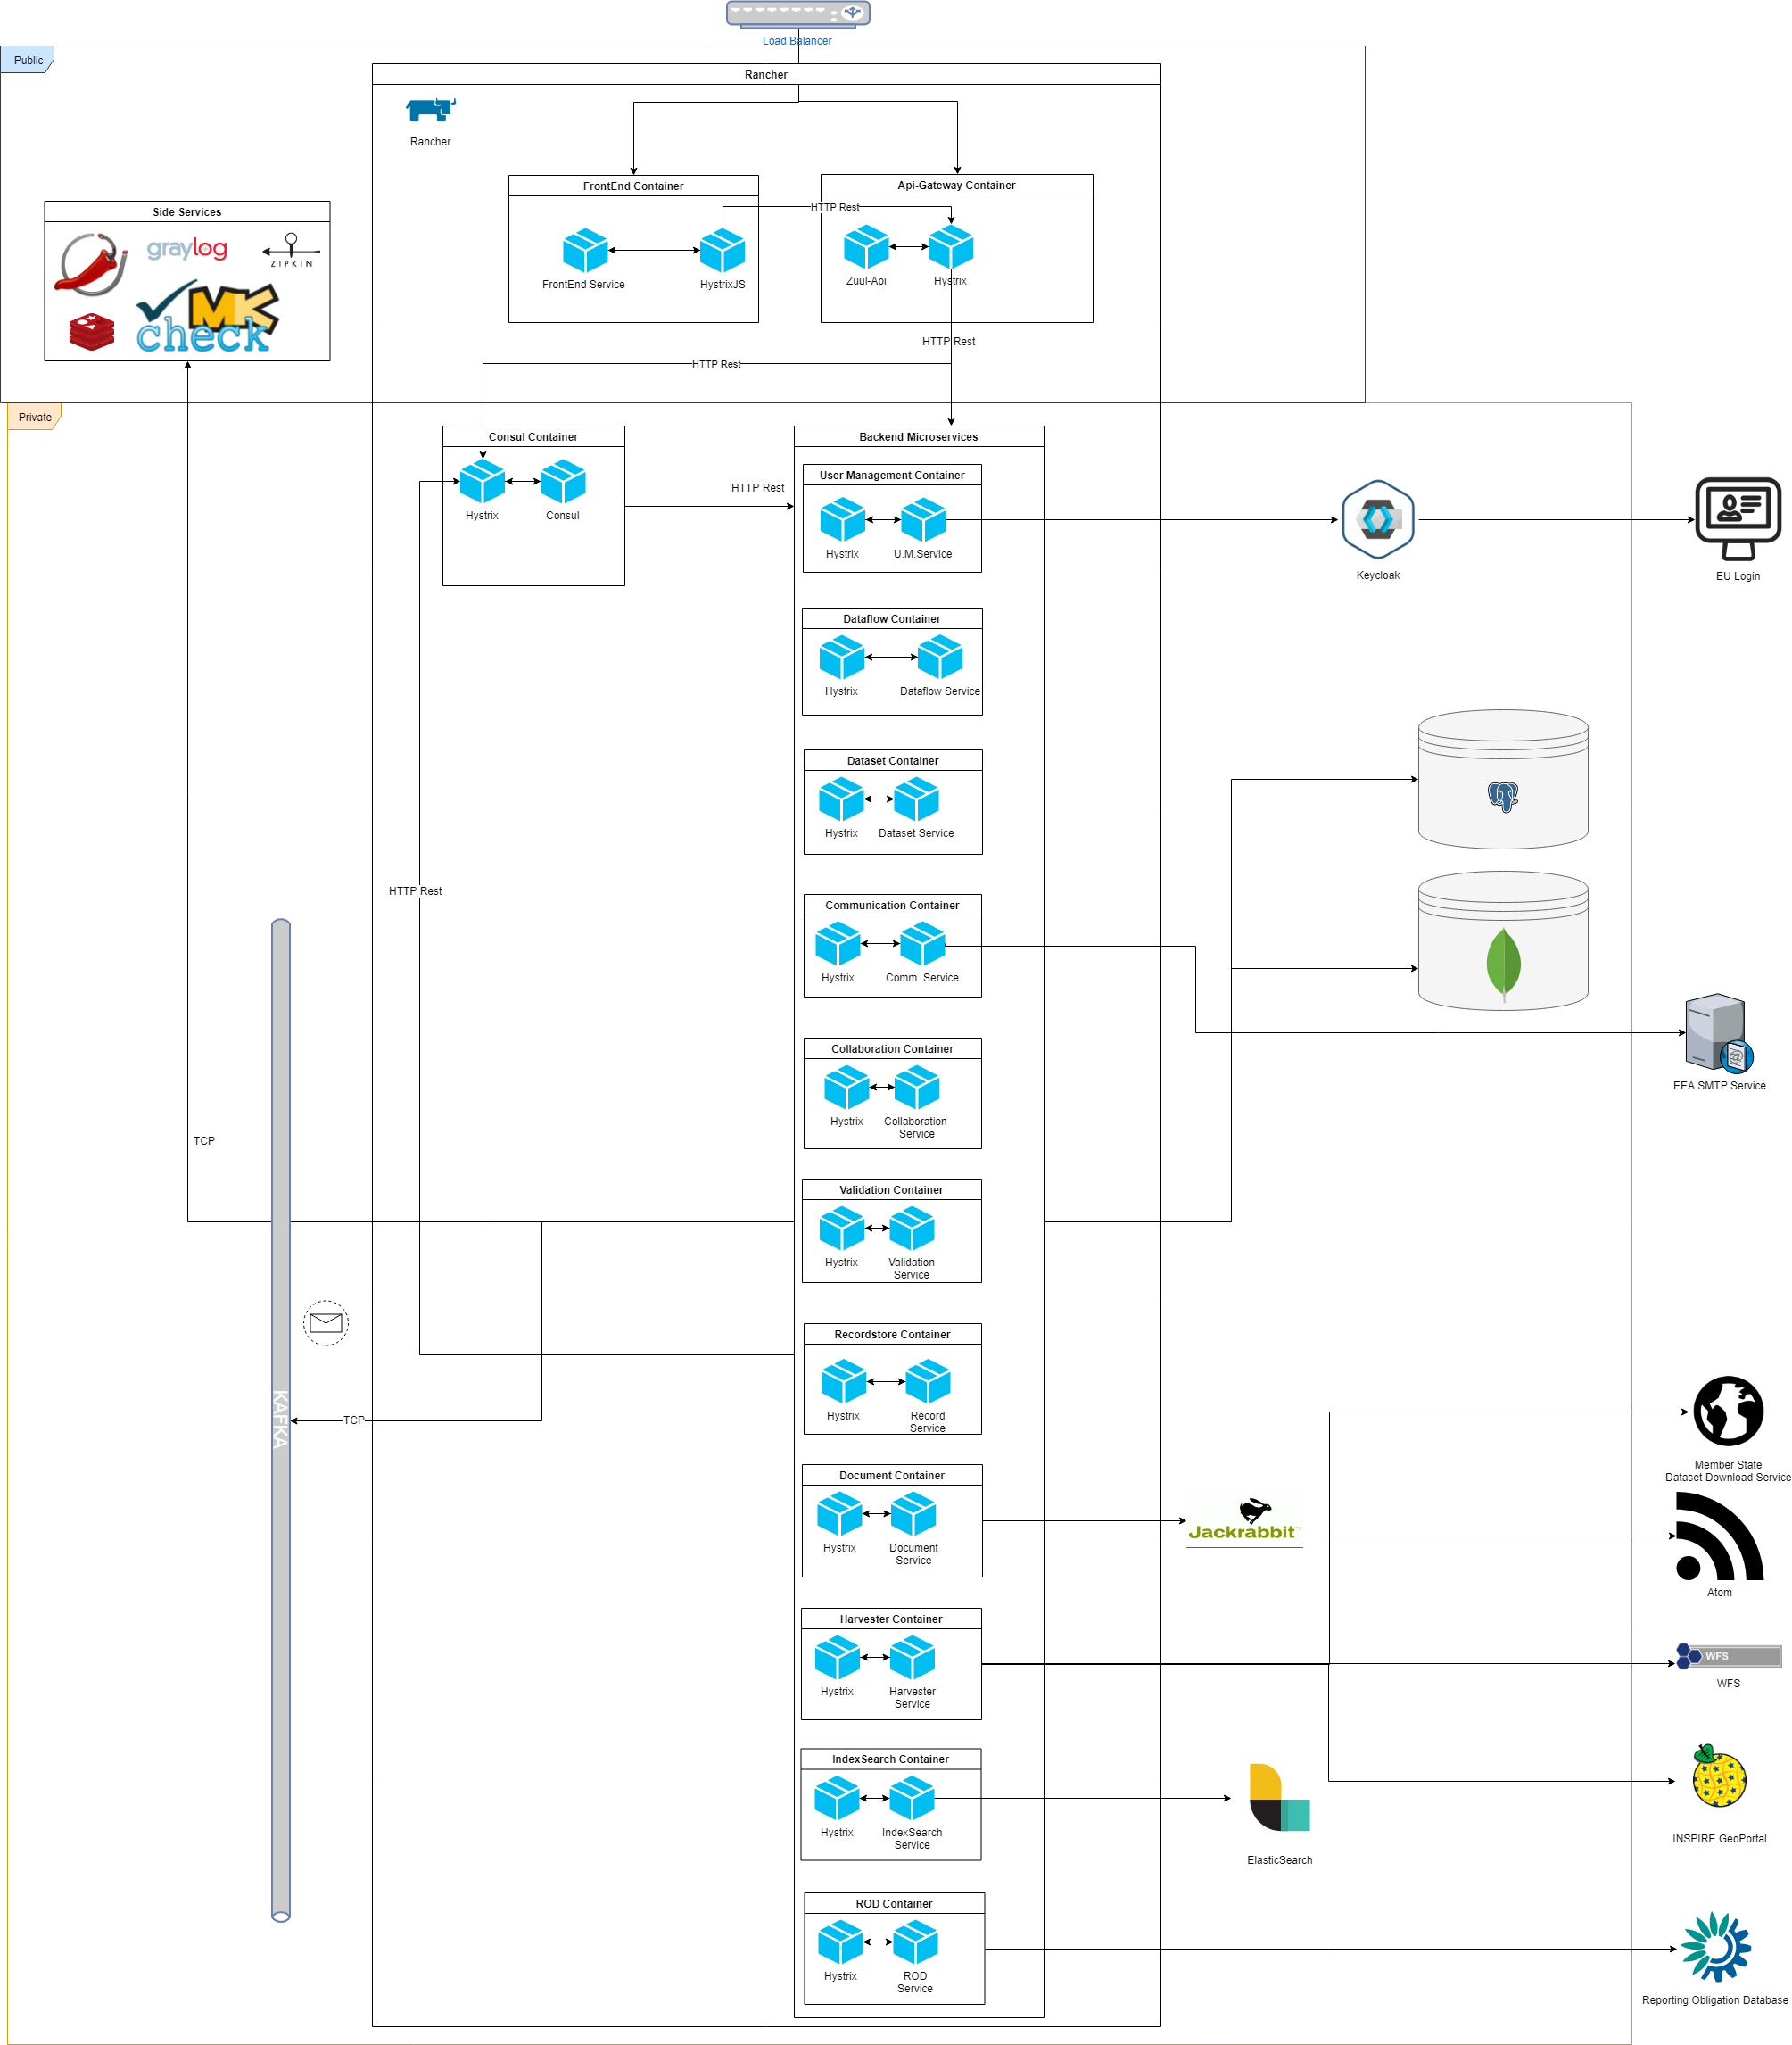 Load Balancer
Public
Rancher
Rancher
FrontEnd Container
Api-Gateway Container
Side Services
HTTP Rest
graylog
ZIPKIN
FrontEnd Service
HystrixJS
Zuul-Api
Hystrix
MK
check
HTTP Rest
HTTP Rest
Private
Consul Container
Backend Microservices
User Management Container
HTTP Rest
Hystrix
Consul
Hystrix
U.M.Service
Keycloak
EU Login
Dataflow Container
Hystrix
Dataflow Service
Dataset Container
Hystrix
Dataset Service
HTTP Rest
Communication Container
Hystrix
Comm. Service
Collaboration Container
EEA SMTP Service
Hystrix
Collaboration
Service
TCP
Validation Container
Hystrix
Validation
Service
Recordstore Container
Hystrix
Record
Service
KAFKA
TCP
Member State
Dataset Download Service
Document Container
Hystrix
Document
Service
Jackrabbit
Atom
Harvester Container
Hystrix
Harvester
Service
WFS
WFS
IndexSearch Container
Hystrix
IndexSearch
Service
ElasticSearch
INSPIRE GeoPortal
ROD Container
Hystrix
ROD
Service
Reporting Obligation Database